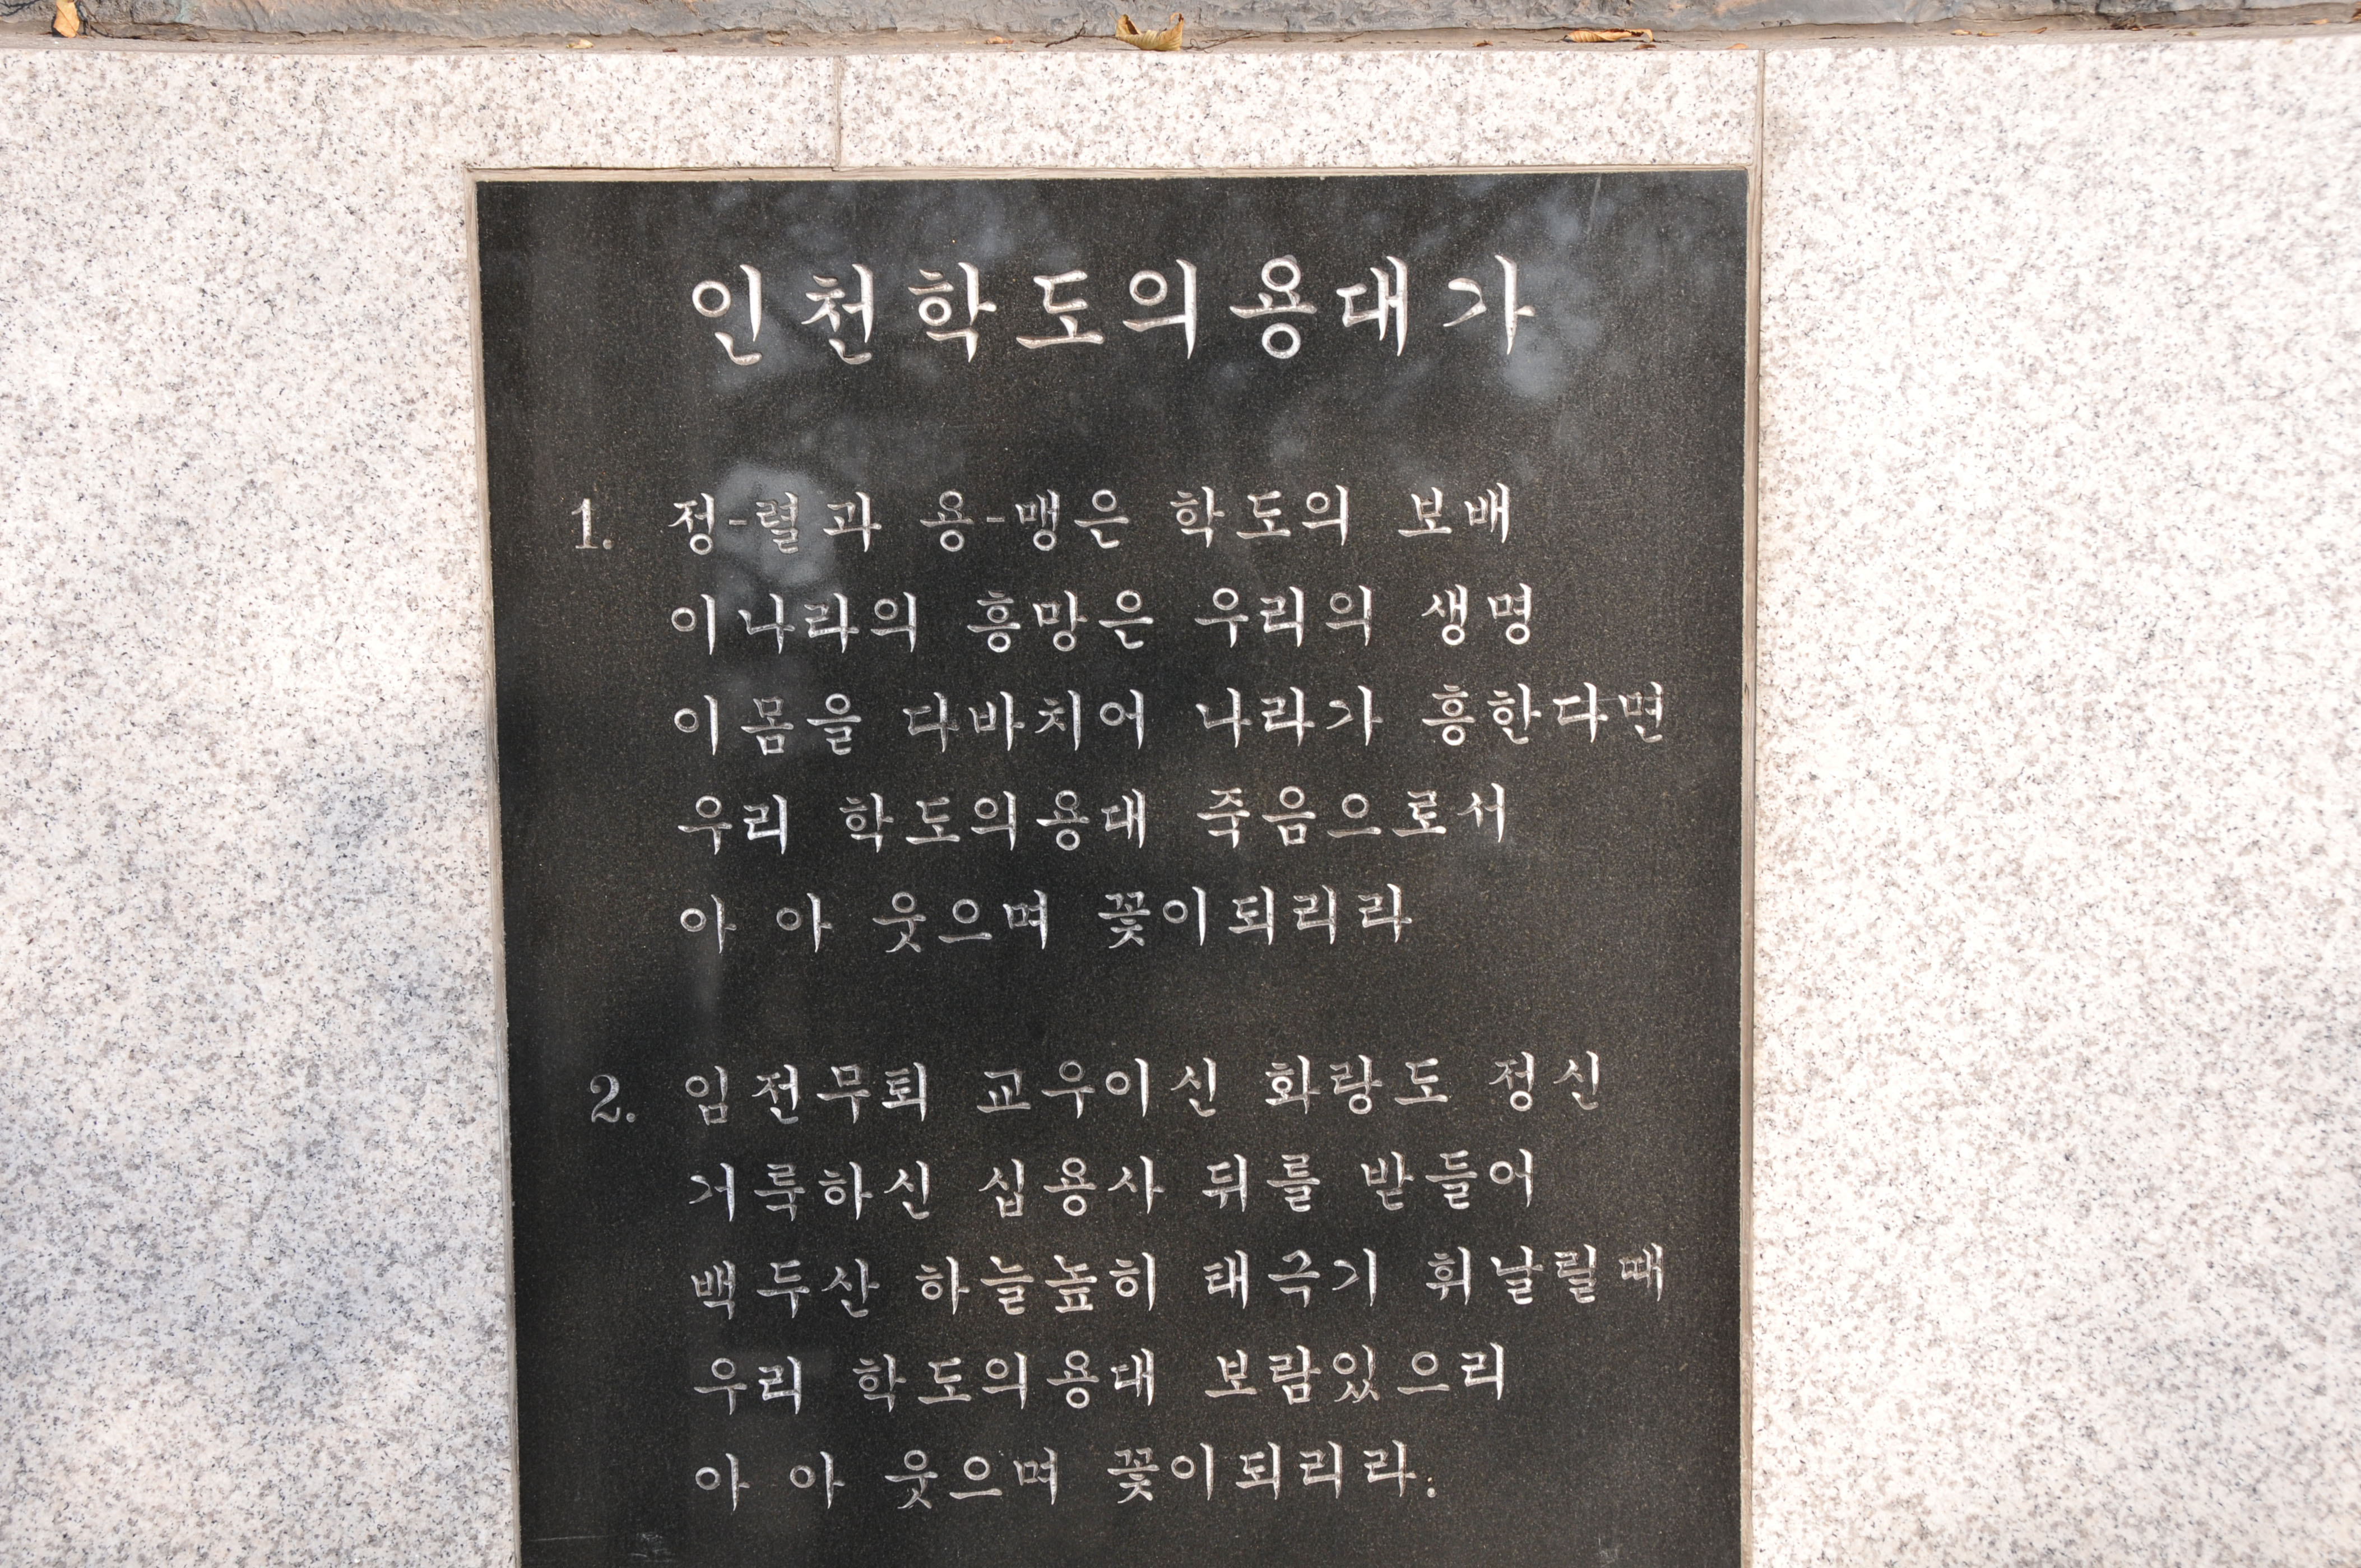 인천학도의용대가
1. 정-렬과 용-맹은 학도의 보배
이나라의 흥망은 우리의 생명
이몸을 다바치어 나라가 흥한다면
우리 학도의용대 죽음으로서
아 아 웃으며 꽃이되리라
2. 임전무퇴 교우이신 화랑도 정신
거룩하신 십용사 뒤를 받들어
백두산 하늘높히 태극기 휘날릴때
우리 학도의용대 보람있으리
아 아 웃으며 꽃이되리라.